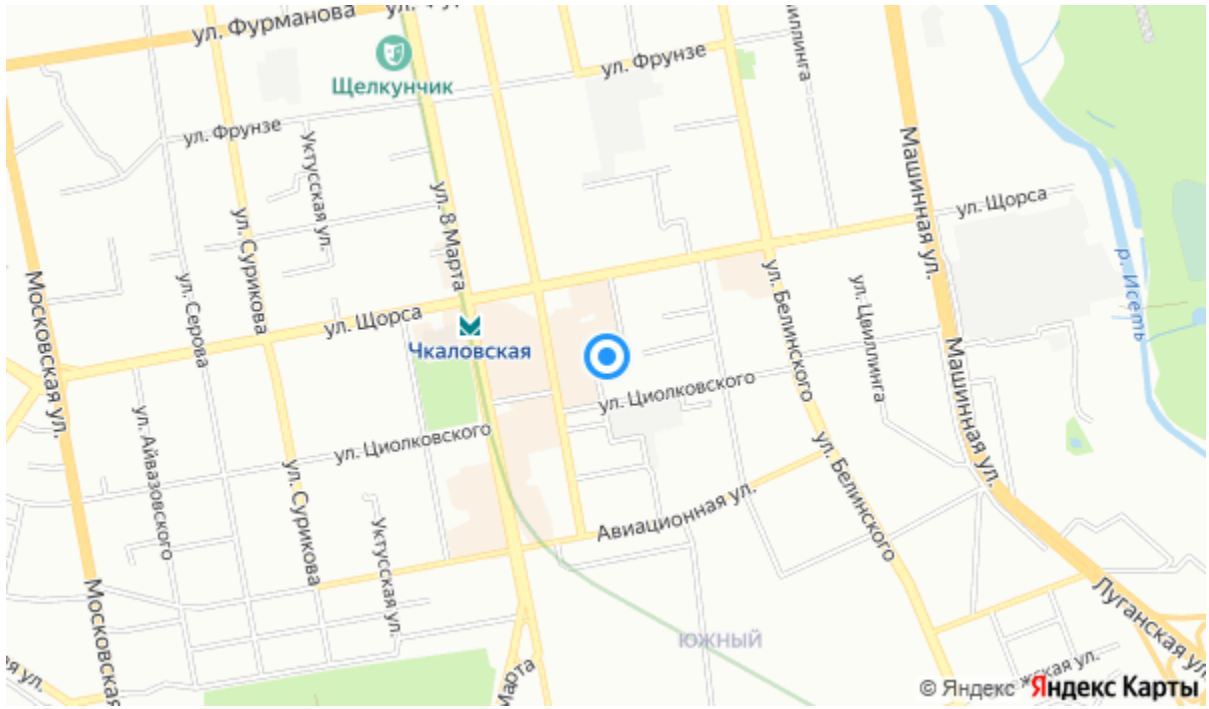 ул. Фурманова
Щелкунчик
ул. Фрунзе
ул. Фрунзе
Уктусская ул.
ул. 8 Марта
ул. Сурикова
ул. Серова
Московская ул.
ул. Щорса
Чкаловская
Машинная ул.
ул. Щорса
р. Исеть
ул. Белинского
ул. Цвиллинга
Машинная ул.
ул. Циолковского
ул. Циолковского
ул. Айвазовского
ул. Сурикова
Уктусская ул.
Авиационная ул.
ул. Белинского
Московская
Луганская ул.
ЮЖНЫЙ
Марта
жская ул.
© Яндекс Яндекс Карты